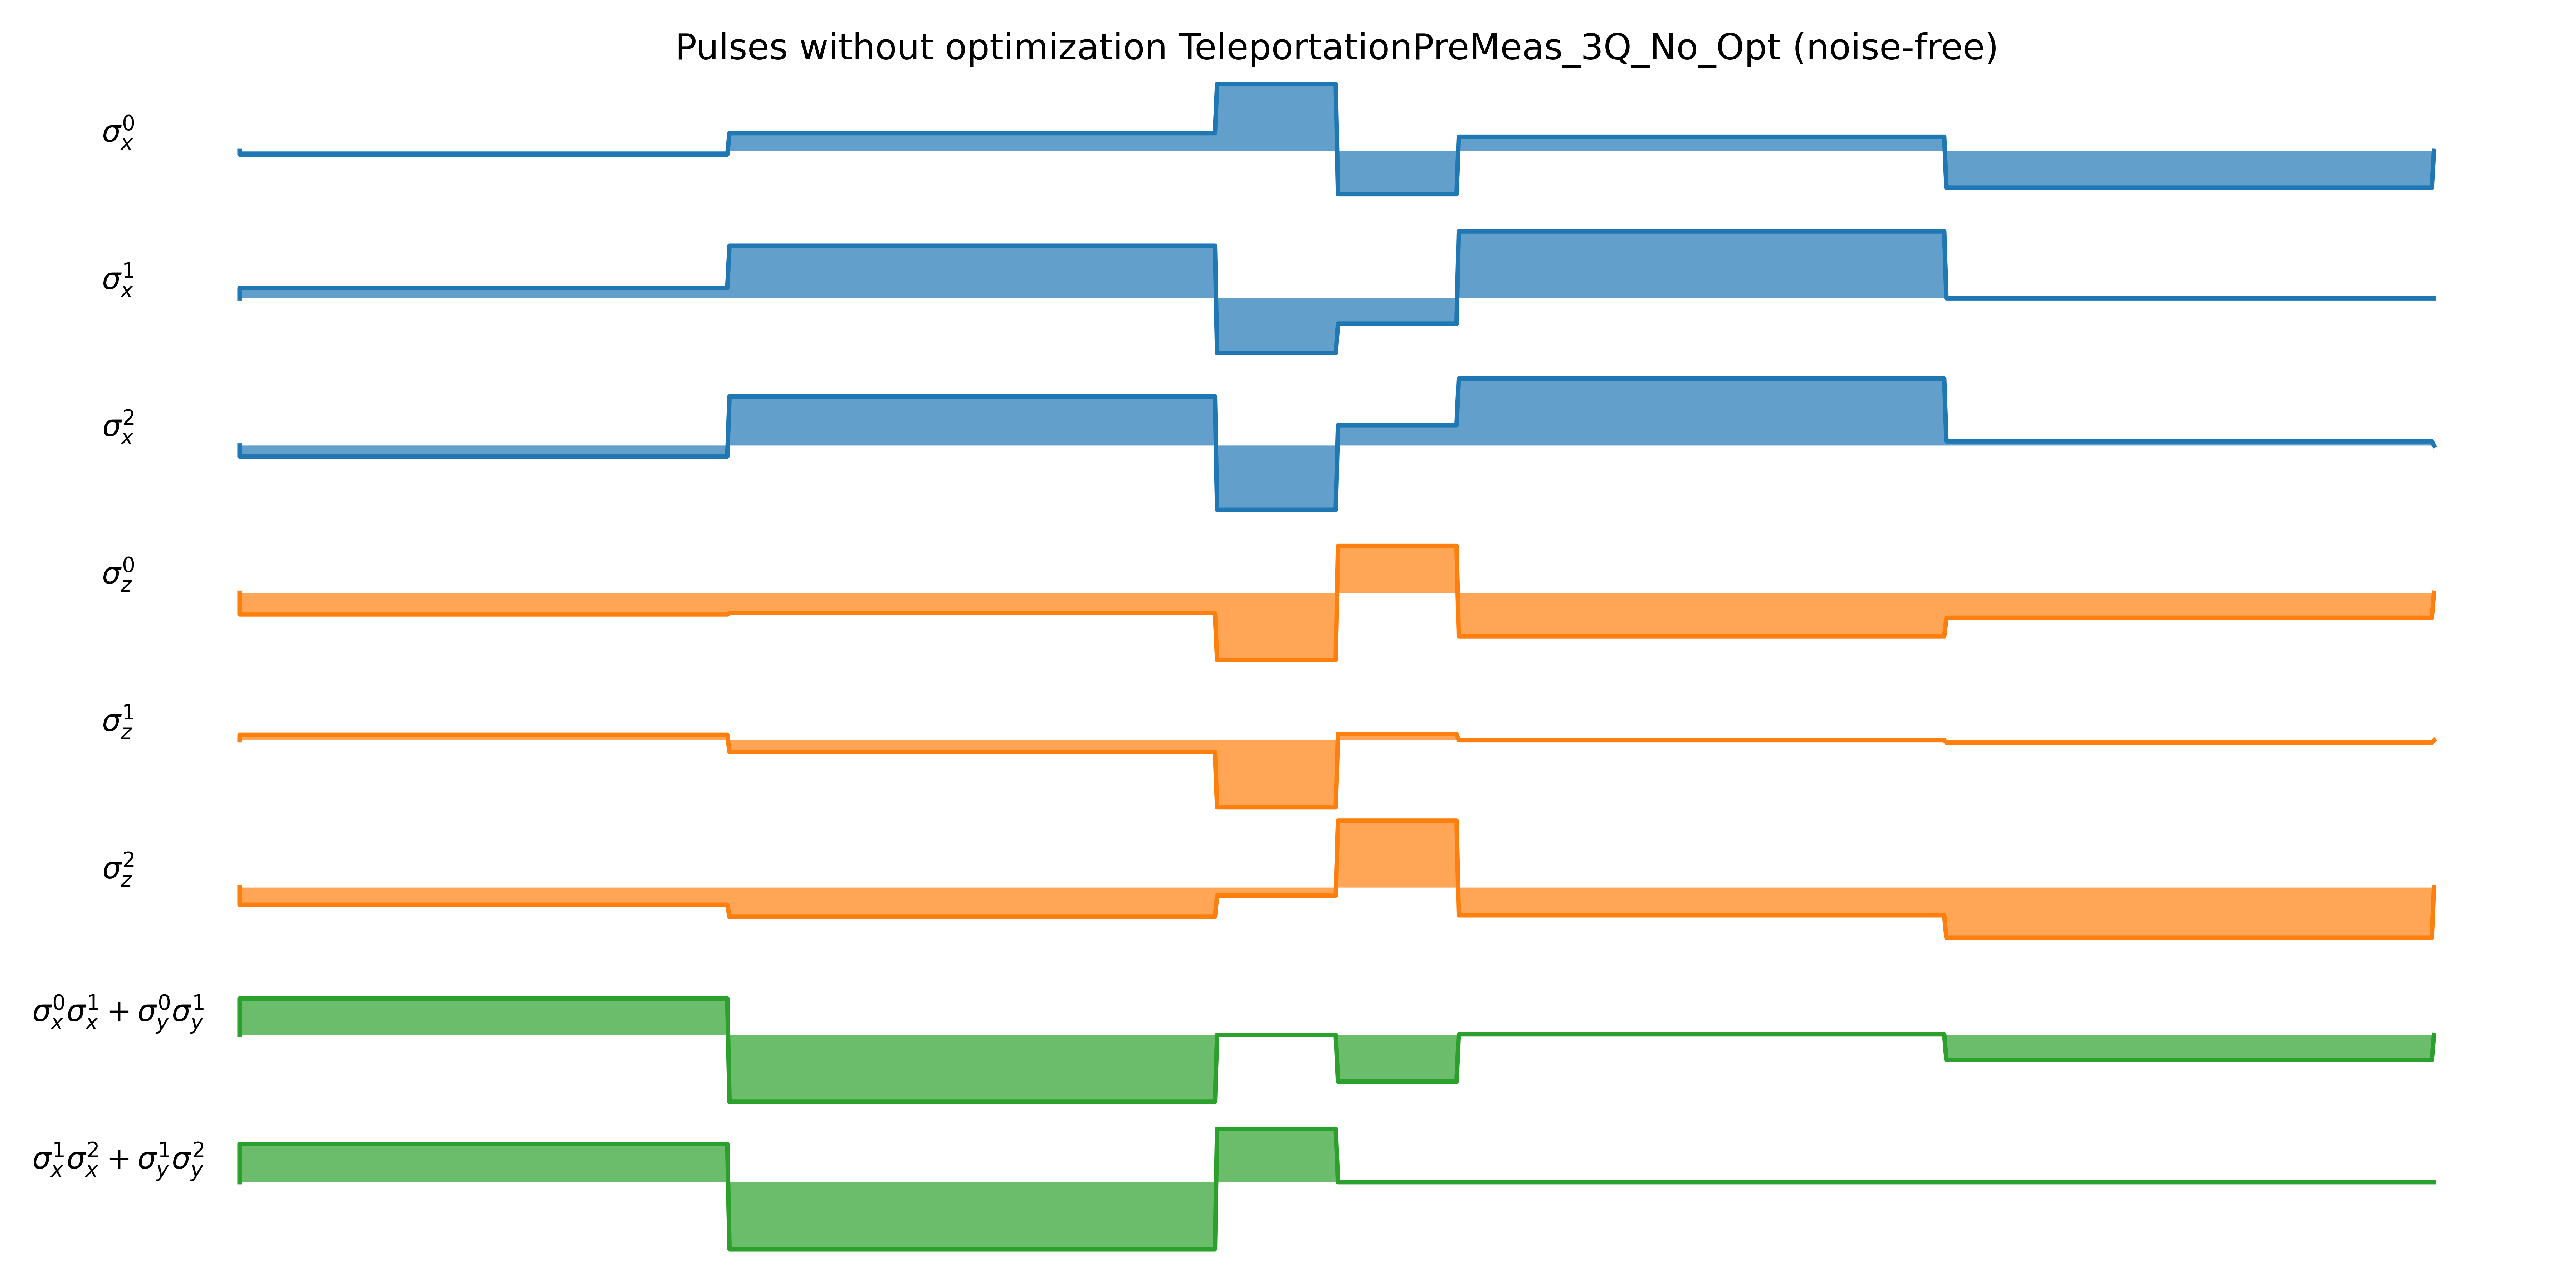 Pulses without optimization TeleportationPreMeas_3Q_No_Opt (noise-free)
σ_x^0
σ_x^1
σ_x^2
σ_z^0
σ_z^1
σ_z^2
σ_x^0σ_x^1 + σ_y^0σ_y^1
σ_x^1σ_x^2 + σ_y^1σ_y^2